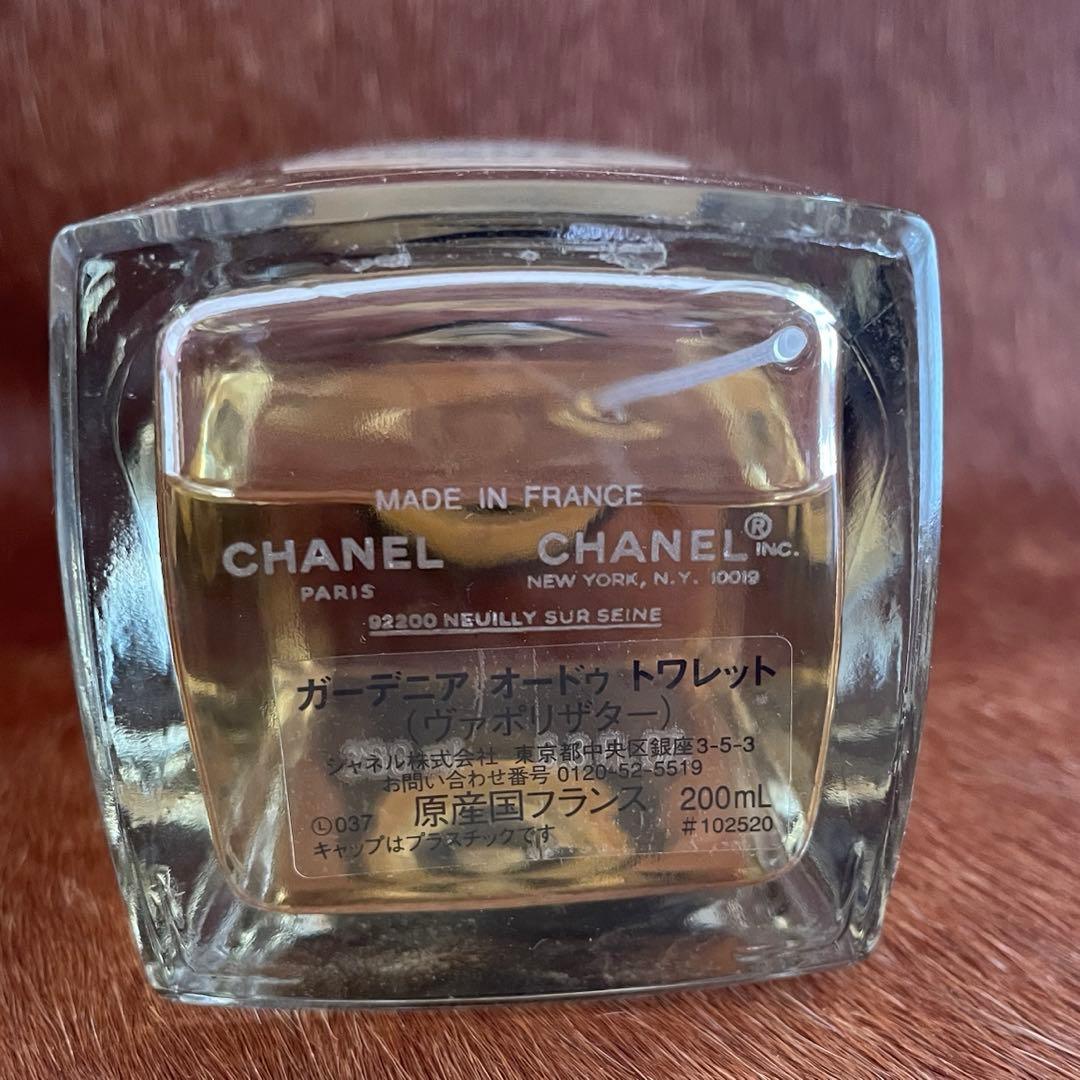 MADE IN FRANCE
CHANEL CHANEL® INC.
PARIS NEW YORK, N.Y. 10019
92200 NEUILLY SUR SEINE
ガーデニア オードゥ トワレット
(ヴァポリザター)
シャネル株式会社 東京都中央区銀座3-5-3
お問い合わせ番号 0120-52-5519
原産国フランス 200mL
Ⓛ037 #102520
キャップはプラスチックです